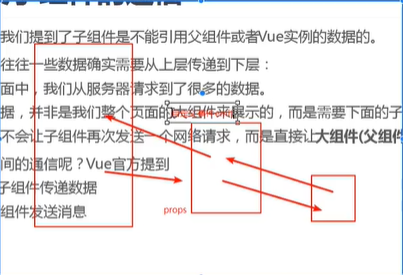 组件的通信
我们提到了子组件是不能引用父组件或者Vue实例的数据的。
往往一些数据确实需要从上层传递到下层：
面中，我们从服务器请求到了很多的数据。
据，并非是我们整个页面的大组件来展示的，而是需要下面的子
不会让子组件再次发送一个网络请求，而是直接让大组件(父组件
间的通信呢？Vue官方提到
子组件传递数据
组件发送消息
props